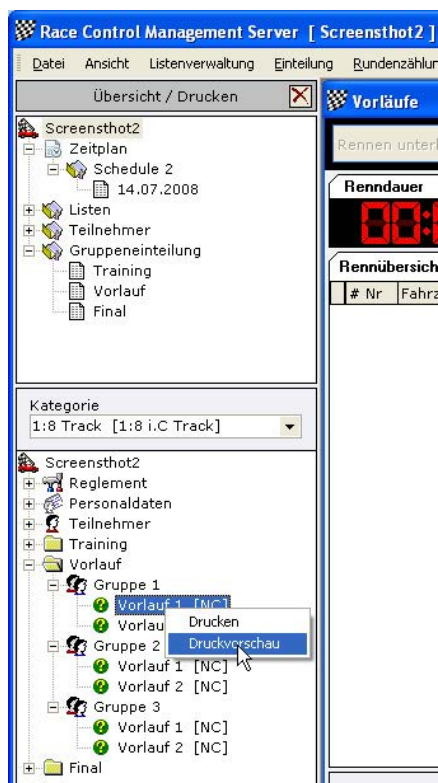 Race Control Management Server [ Screensthot2 ]
Datei Ansicht Listenverwaltung Einteilung Rundenzählun
Übersicht / Drucken
Screensthot2
Zeitplan
Schedule 2
14.07.2008
Listen
Teilnehmer
Gruppeneinteilung
Training
Vorlauf
Final
Kategorie
1:8 Track [1:8 i.C Track]
Screensthot2
Reglement
Personaldaten
Teilnehmer
Training
Vorlauf
Gruppe 1
Vorlauf 1 [NC]
Vorlau
Drucken
Druckvorschau
Gruppe 2
Vorlauf 1 [NC]
Vorlauf 2 [NC]
Gruppe 3
Vorlauf 1 [NC]
Vorlauf 2 [NC]
Final
Vorläufe
Rennen unterl
Renndauer
Rennübersich
# Nr Fahrz